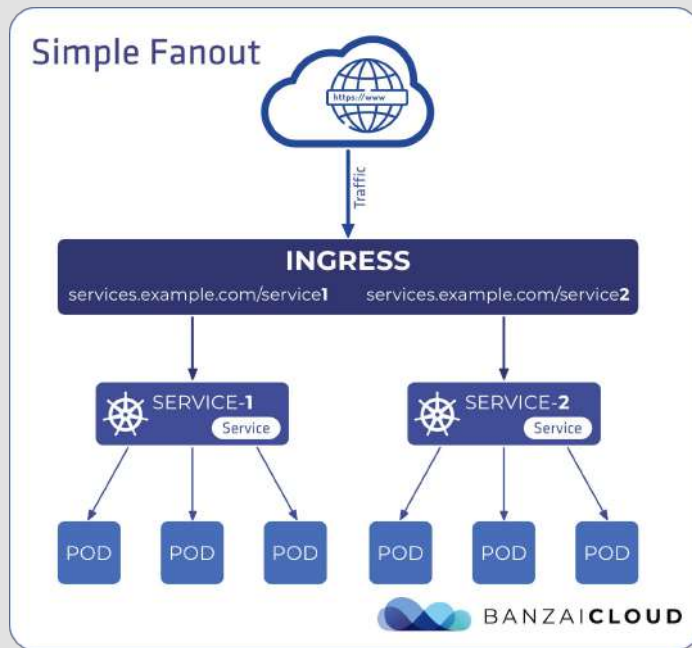 Simple Fanout
https://www
Traffic
INGRESS
services.example.com/service1 services.example.com/service2
SERVICE-1 SERVICE-2
Service Service
POD POD POD POD POD POD
BANZAICLOUD